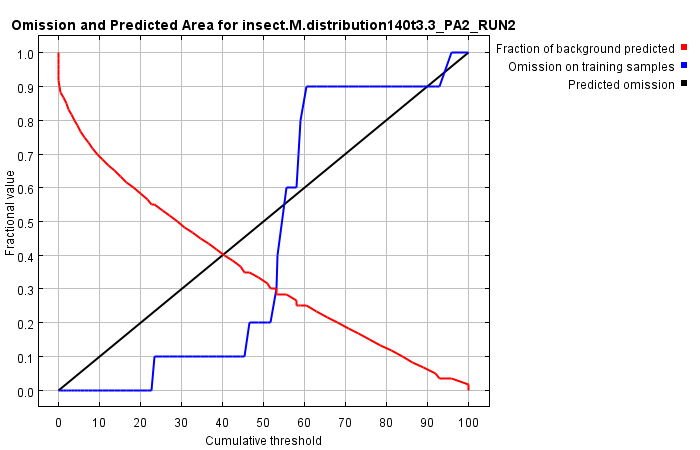 Omission and Predicted Area for insect.M.distribution140t3.3_PA2_RUN2
Fraction of background predicted
Omission on training samples
Predicted omission
Fractional value
1.0
0.9
0.8
0.7
0.6
0.5
0.4
0.3
0.2
0.1
0.0
0 10 20 30 40 50 60 70 80 90 100
Cumulative threshold